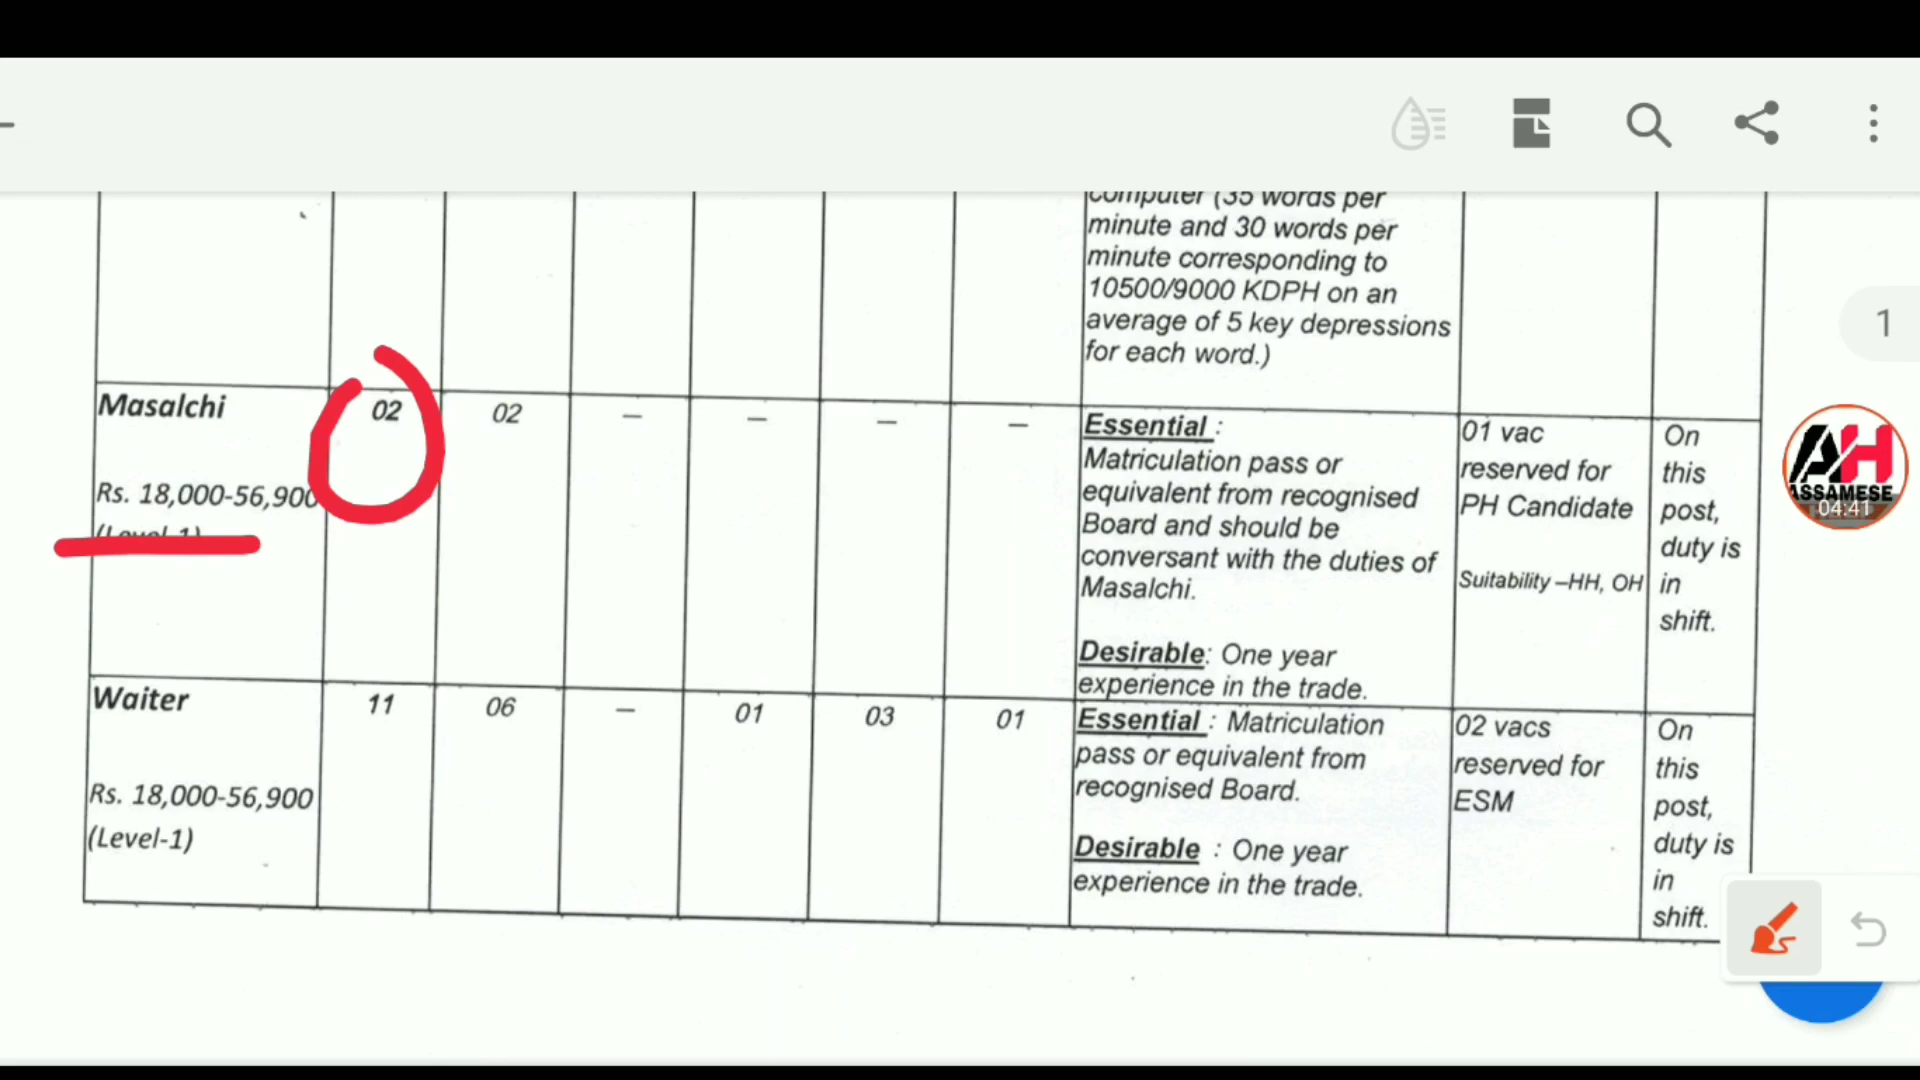 computer (35 words per
minute and 30 words per
minute corresponding to
10500/9000 KDPH on an
average of 5 key depressions
for each word.)
1
Masalchi
Rs. 18,000-56,900
(Level-1)
02
02
—
—
—
—
Essential :
Matriculation pass or
equivalent from recognised
Board and should be
conversant with the duties of
Masalchi.
Desirable: One year
experience in the trade.
01 vac
reserved for
PH Candidate
Suitability –HH, OH
On
this
post,
duty is
in
shift.
AH
ASSAMESE
04:41
Waiter
Rs. 18,000-56,900
(Level-1)
11
06
—
01
03
01
Essential : Matriculation
pass or equivalent from
recognised Board.
Desirable : One year
experience in the trade.
02 vacs
reserved for
ESM
On
this
post,
duty is
in
shift.